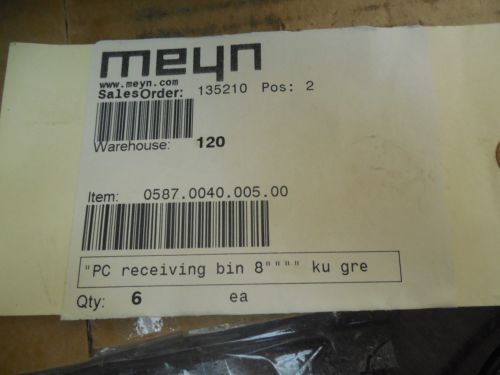 meyn
www.meyn.com
SalesOrder: 135210 Pos: 2
Warehouse: 120
Item: 0587.0040.005.00
"PC receiving bin 8"""" ku gre
Qty: 6 ea